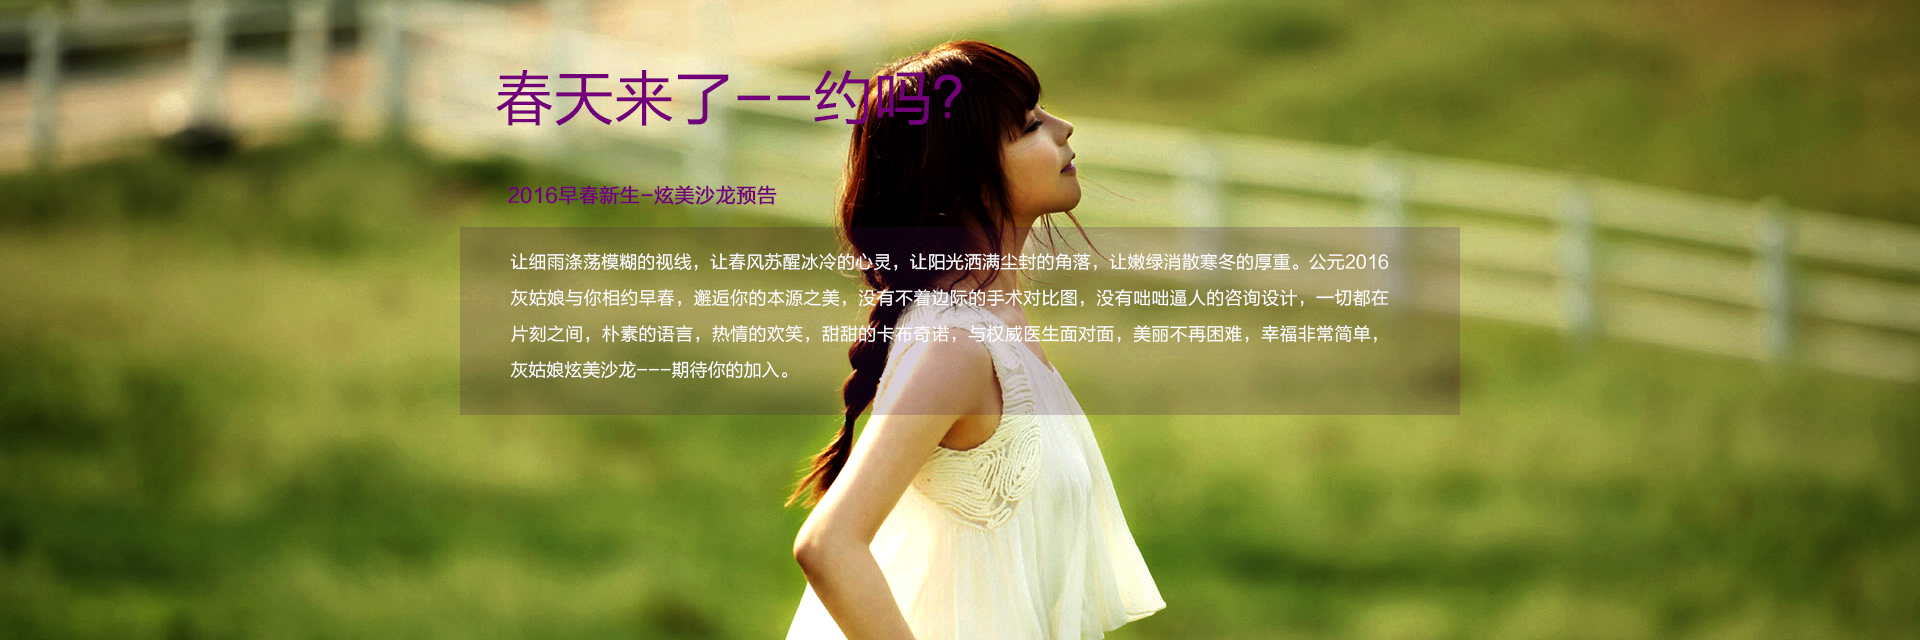 春天来了--约吗?
2016早春新生-炫美沙龙预告
让细雨涤荡模糊的视线，让春风苏醒冰冷的心灵，让阳光洒满尘封的角落，让嫩绿消散寒冬的厚重。公元2016
灰姑娘与你相约早春，邂逅你的本源之美，没有不着边际的手术对比图，没有咄咄逼人的咨询设计，一切都在
片刻之间，朴素的语言，热情的欢笑，甜甜的卡布奇诺，与权威医生面对面，美丽不再困难，幸福非常简单，
灰姑娘炫美沙龙---期待你的加入。